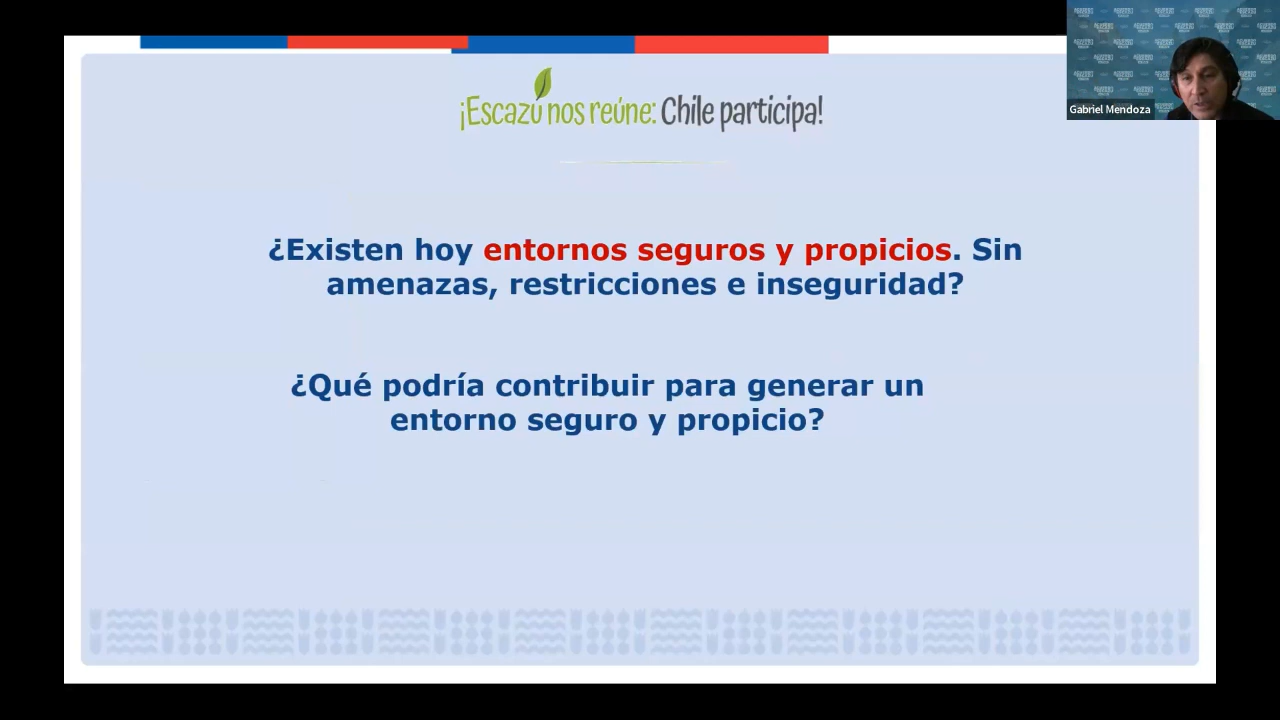 ¡Escazú nos reúne: Chile participa!
Gabriel Mendoza
¿Existen hoy entornos seguros y propicios. Sin
amenazas, restricciones e inseguridad?
¿Qué podría contribuir para generar un
entorno seguro y propicio?